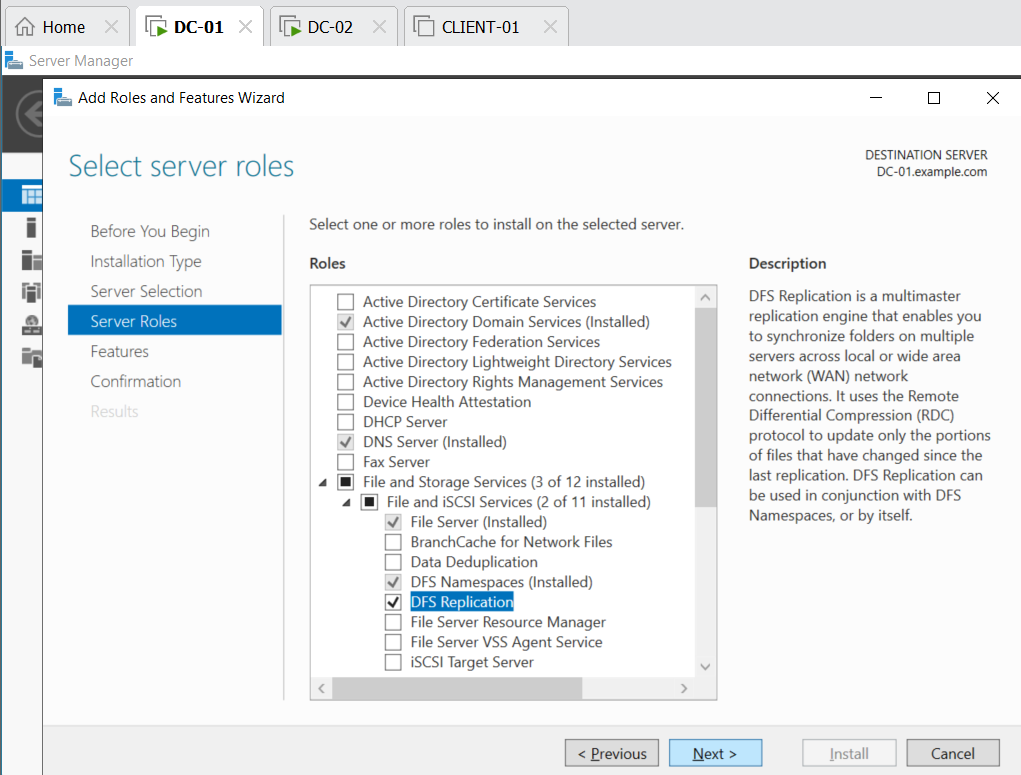 Home
DC-01
DC-02
CLIENT-01
Server Manager
Add Roles and Features Wizard
Select server roles
DESTINATION SERVER
DC-01.example.com
Before You Begin
Installation Type
Server Selection
Server Roles
Features
Confirmation
Results
Select one or more roles to install on the selected server.
Roles
Active Directory Certificate Services
Active Directory Domain Services (Installed)
Active Directory Federation Services
Active Directory Lightweight Directory Services
Active Directory Rights Management Services
Device Health Attestation
DHCP Server
DNS Server (Installed)
Fax Server
File and Storage Services (3 of 12 installed)
File and iSCSI Services (2 of 11 installed)
File Server (Installed)
BranchCache for Network Files
Data Deduplication
DFS Namespaces (Installed)
DFS Replication
File Server Resource Manager
File Server VSS Agent Service
iSCSI Target Server
Description
DFS Replication is a multimaster
replication engine that enables you
to synchronize folders on multiple
servers across local or wide area
network (WAN) network
connections. It uses the Remote
Differential Compression (RDC)
protocol to update only the portions
of files that have changed since the
last replication. DFS Replication can
be used in conjunction with DFS
Namespaces, or by itself.
< Previous
Next >
Install
Cancel